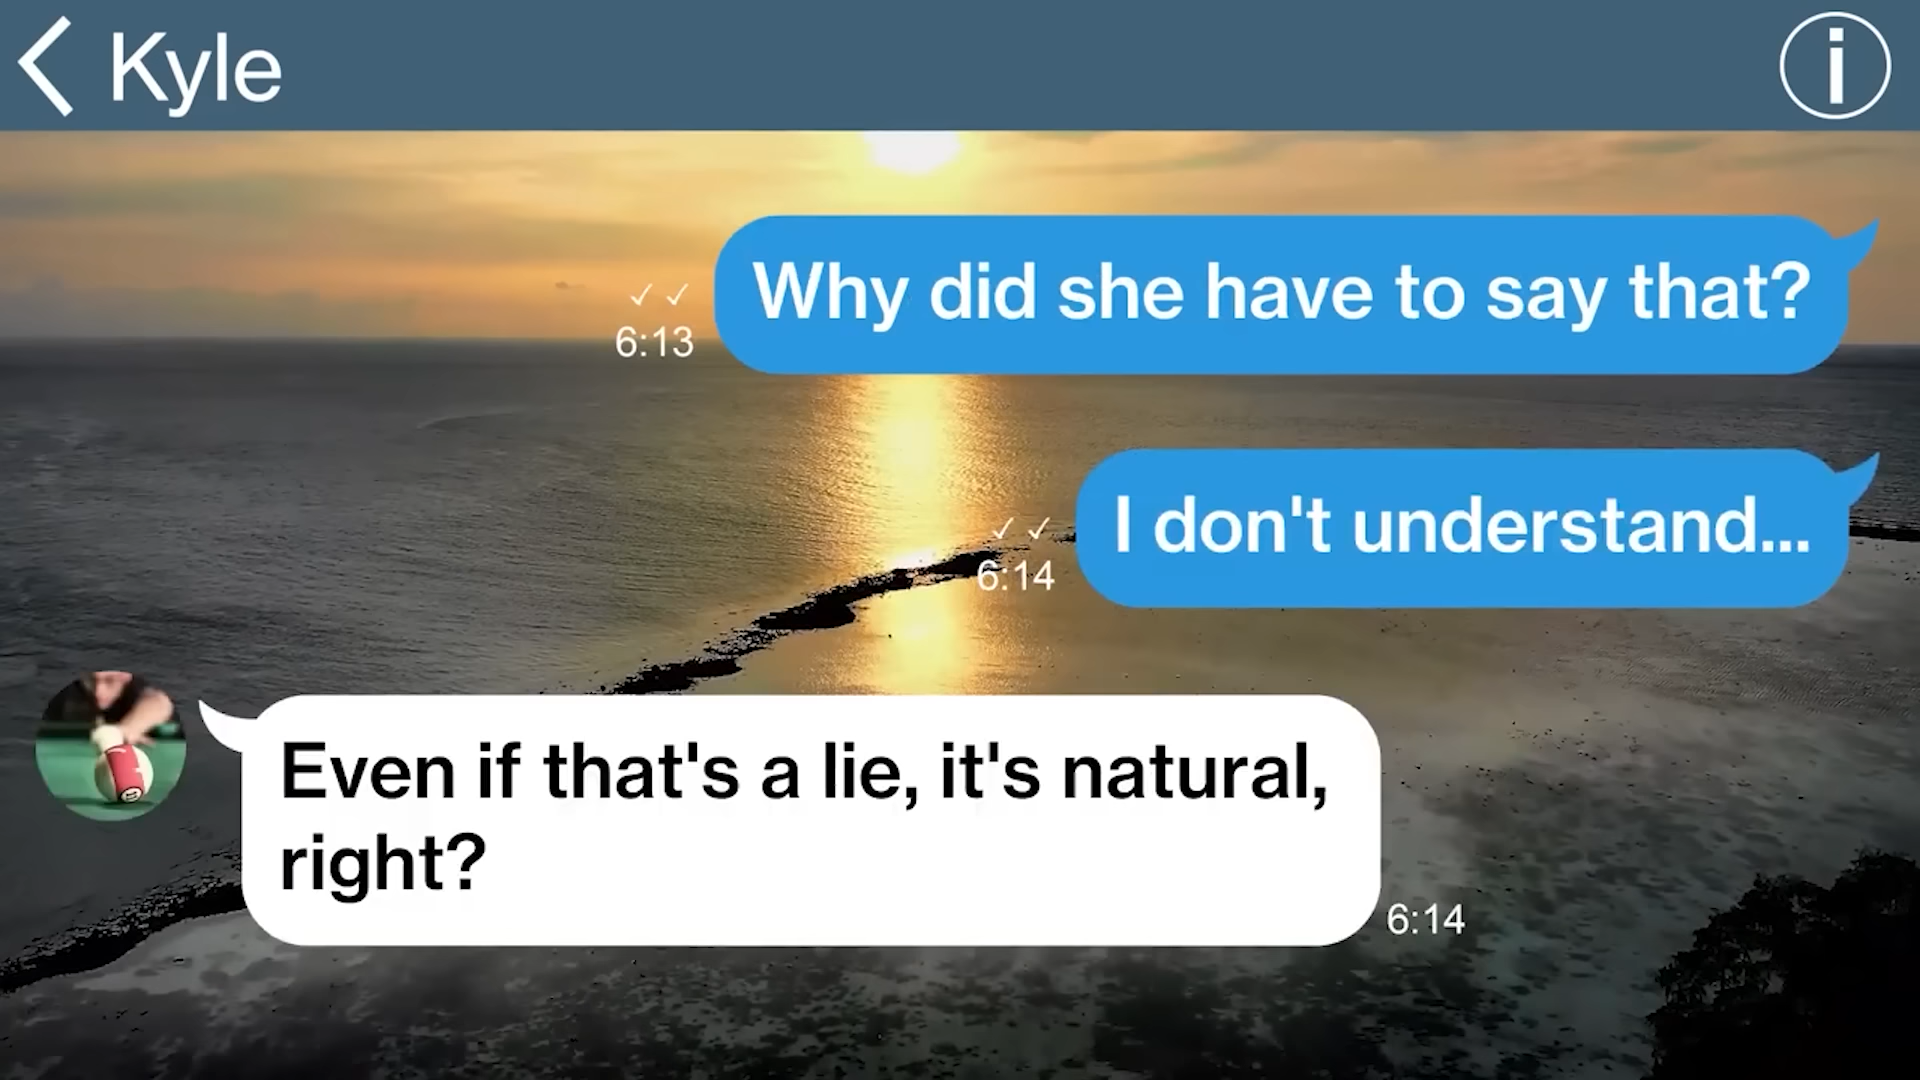 Kyle
Why did she have to say that?
6:13
I don't understand...
6:14
Even if that's a lie, it's natural,
right?
6:14